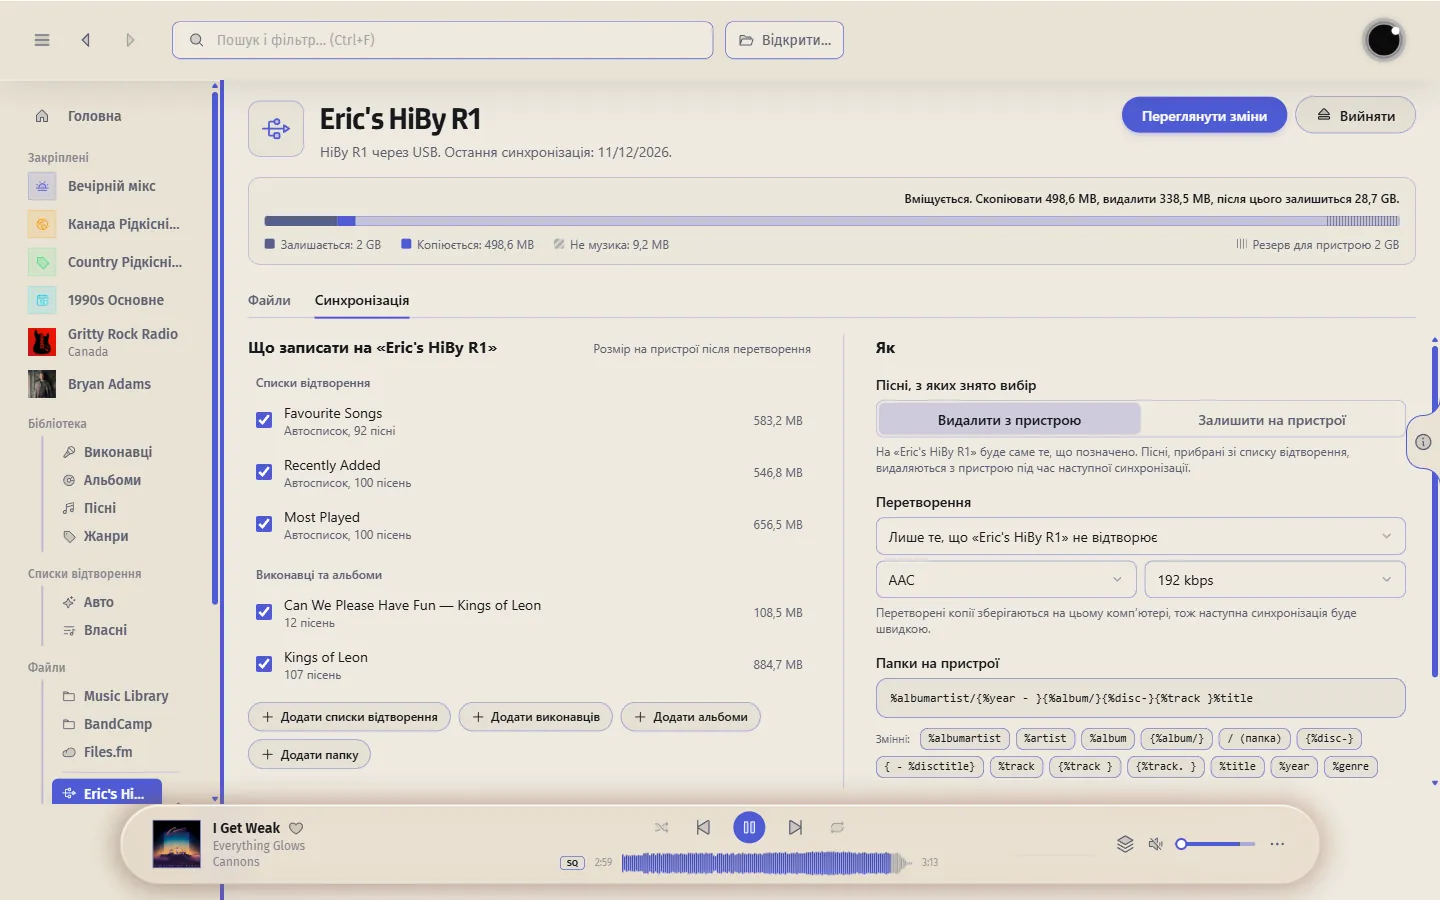 Пошук і фільтр... (Ctrl+F)
Відкрити...
Головна
Закріплені
Вечірній мікс
Канада Рідкісні...
Country Рідкісні...
1990s Основне
Gritty Rock Radio
Canada
Bryan Adams
Бібліотека
Виконавці
Альбоми
Пісні
Жанри
Списки відтворення
Авто
Власні
Файли
Music Library
BandCamp
Files.fm
Eric's Hi...
Eric's HiBy R1
HiBy R1 через USB. Остання синхронізація: 11/12/2026.
Переглянути зміни
Вийняти
Вміщується. Скопіювати 498,6 MB, видалити 338,5 MB, після цього залишиться 28,7 GB.
Залишається: 2 GB
Копіюється: 498,6 MB
Не музика: 9,2 MB
Резерв для пристрою 2 GB
Файли
Синхронізація
Що записати на «Eric's HiBy R1»
Розмір на пристрої після перетворення
Списки відтворення
Favourite Songs
Автосписок, 92 пісні
583,2 MB
Recently Added
Автосписок, 100 пісень
546,8 MB
Most Played
Автосписок, 100 пісень
656,5 MB
Виконавці та альбоми
Can We Please Have Fun — Kings of Leon
12 пісень
108,5 MB
Kings of Leon
107 пісень
884,7 MB
Додати списки відтворення
Додати виконавців
Додати альбоми
Додати папку
Як
Пісні, з яких знято вибір
Видалити з пристрою
Залишити на пристрої
На «Eric's HiBy R1» буде саме те, що позначено. Пісні, прибрані зі списку відтворення,
видаляються з пристрою під час наступної синхронізації.
Перетворення
Лише те, що «Eric's HiBy R1» не відтворює
AAC
192 kbps
Перетворені копії зберігаються на цьому комп'ютері, тож наступна синхронізація буде
швидкою.
Папки на пристрої
%albumartist/{%year - }{%album/}{%disc-}{%track }%title
Змінні:
%albumartist
%artist
%album
{%album/}
/ (папка)
{%disc-}
{ - %disctitle}
%track
{%track }
{%track. }
%title
%year
%genre
I Get Weak
Everything Glows
Cannons
SQ
2:59
3:13